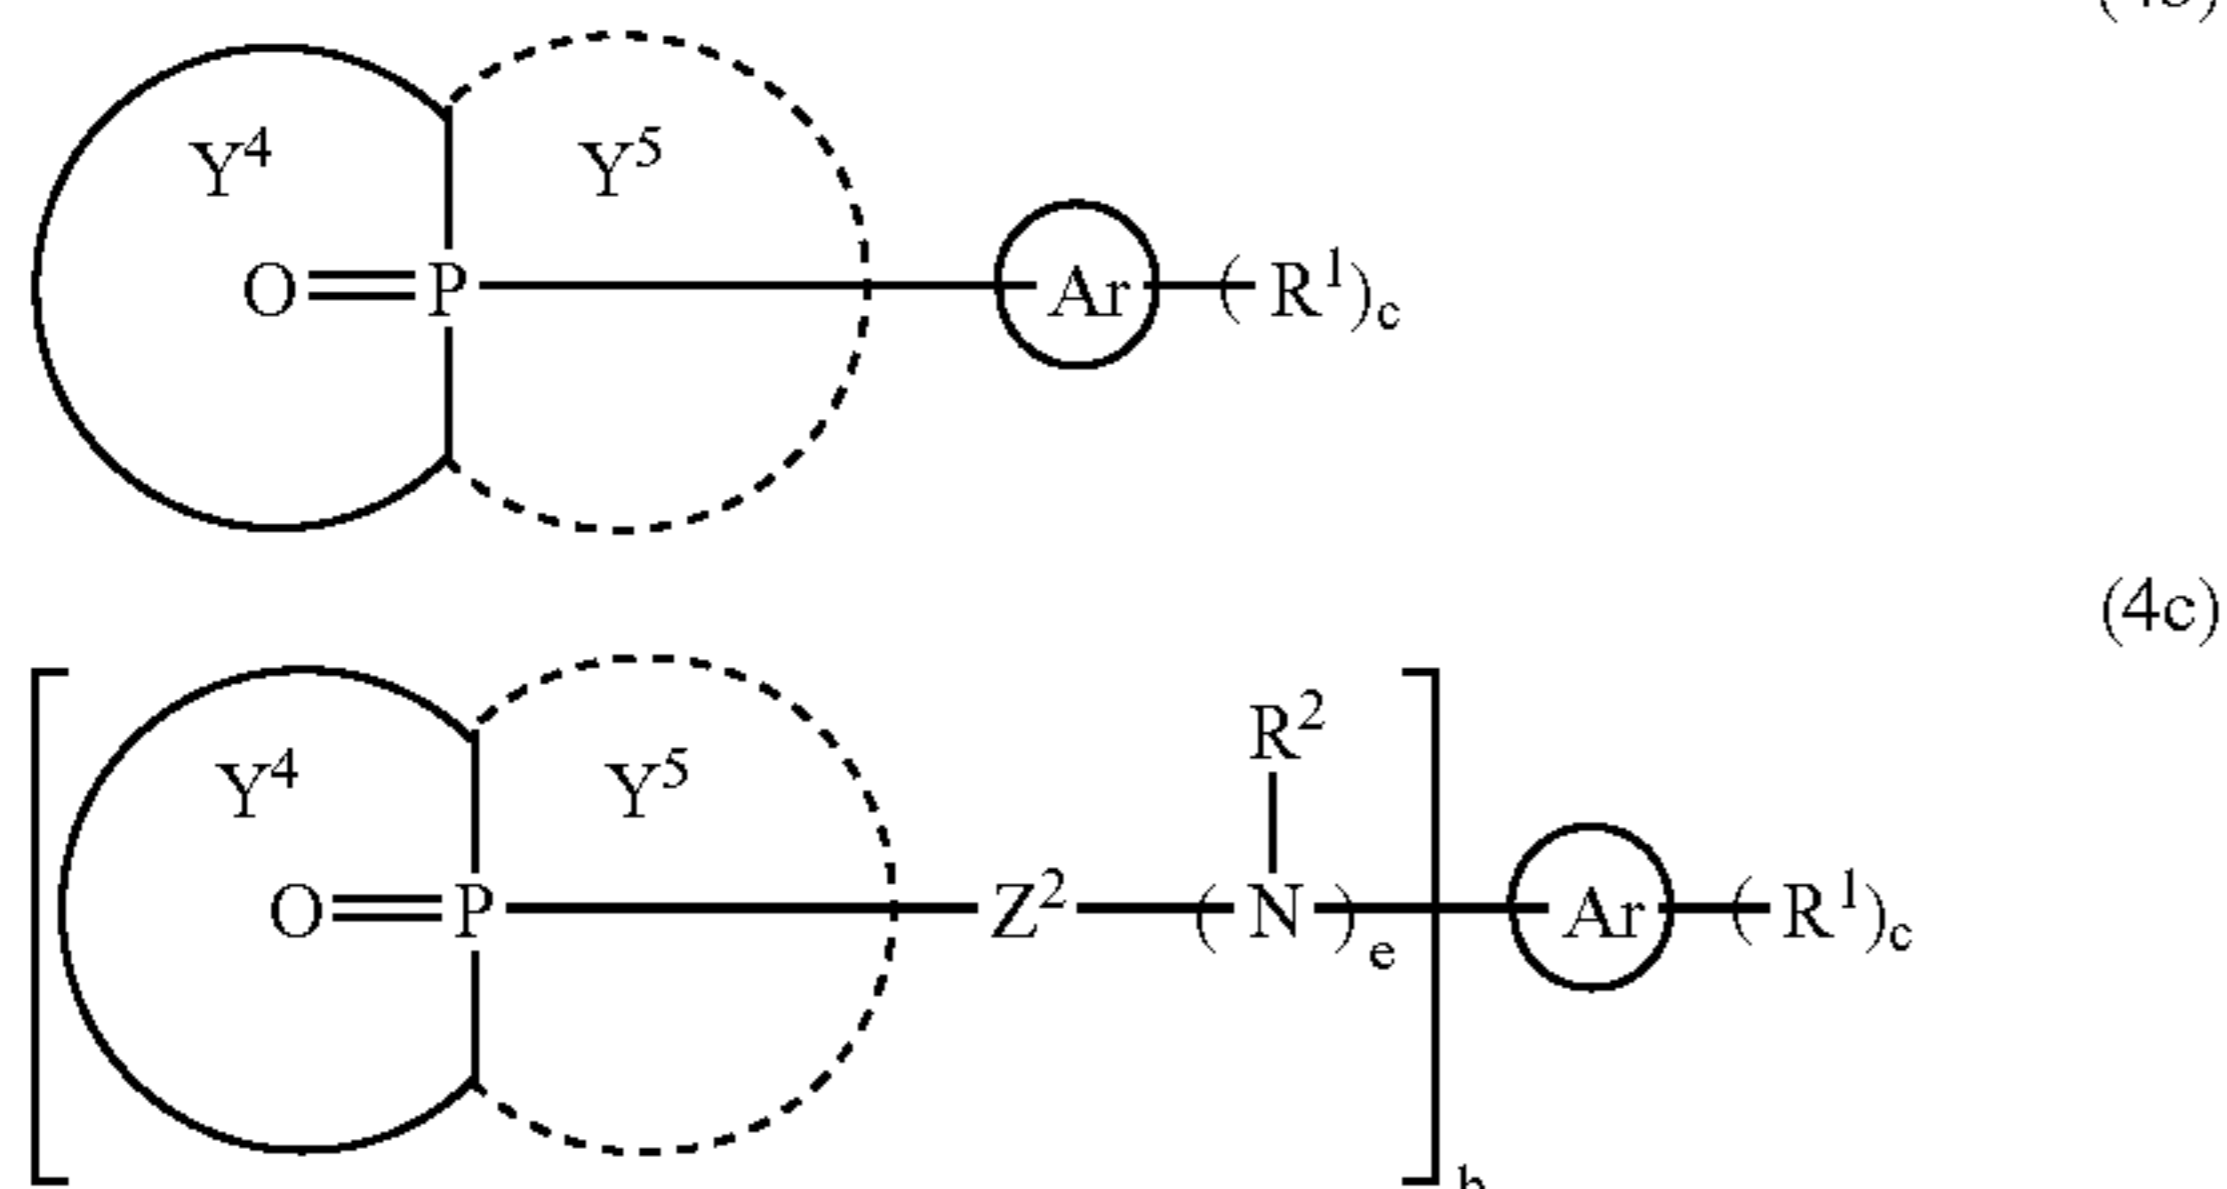 Y⁴ Y⁵
O=P Ar (R¹)c
(4c)
R²
Y⁴ Y⁵
O=P Z² (N)e Ar (R¹)c